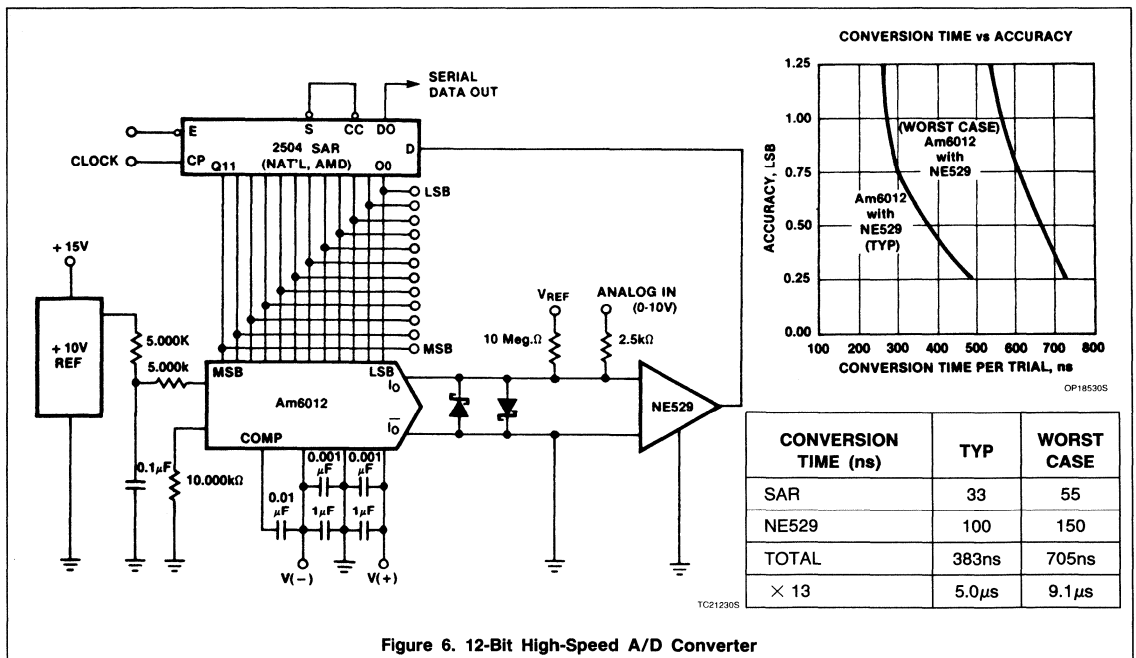 SERIAL
DATA OUT
S
CC
DO
E
2504 SAR
D
CLOCK
CP
(NAT'L, AMD)
Q11
O0
LSB
MSB
+ 15V
+ 10V
REF
5.000K
5.000k
MSB
LSB
IO
Am6012
IO
COMP
0.1μF
10.000kΩ
0.001
μF
0.001
μF
0.01
μF
1μF
1μF
V(−)
V(+)
VREF
ANALOG IN
(0-10V)
10 Meg.Ω
2.5kΩ
NE529
TC21230S
CONVERSION TIME vs ACCURACY
ACCURACY, LSB
1.25
1.00
0.75
0.50
0.25
0.00
(WORST CASE)
Am6012
with
NE529
Am6012
with
NE529
(TYP)
100 200 300 400 500 600 700 800
CONVERSION TIME PER TRIAL, ns
OP18530S
CONVERSION TIME (ns) TYP WORST CASE
SAR 33 55
NE529 100 150
TOTAL 383ns 705ns
× 13 5.0μs 9.1μs
Figure 6. 12-Bit High-Speed A/D Converter